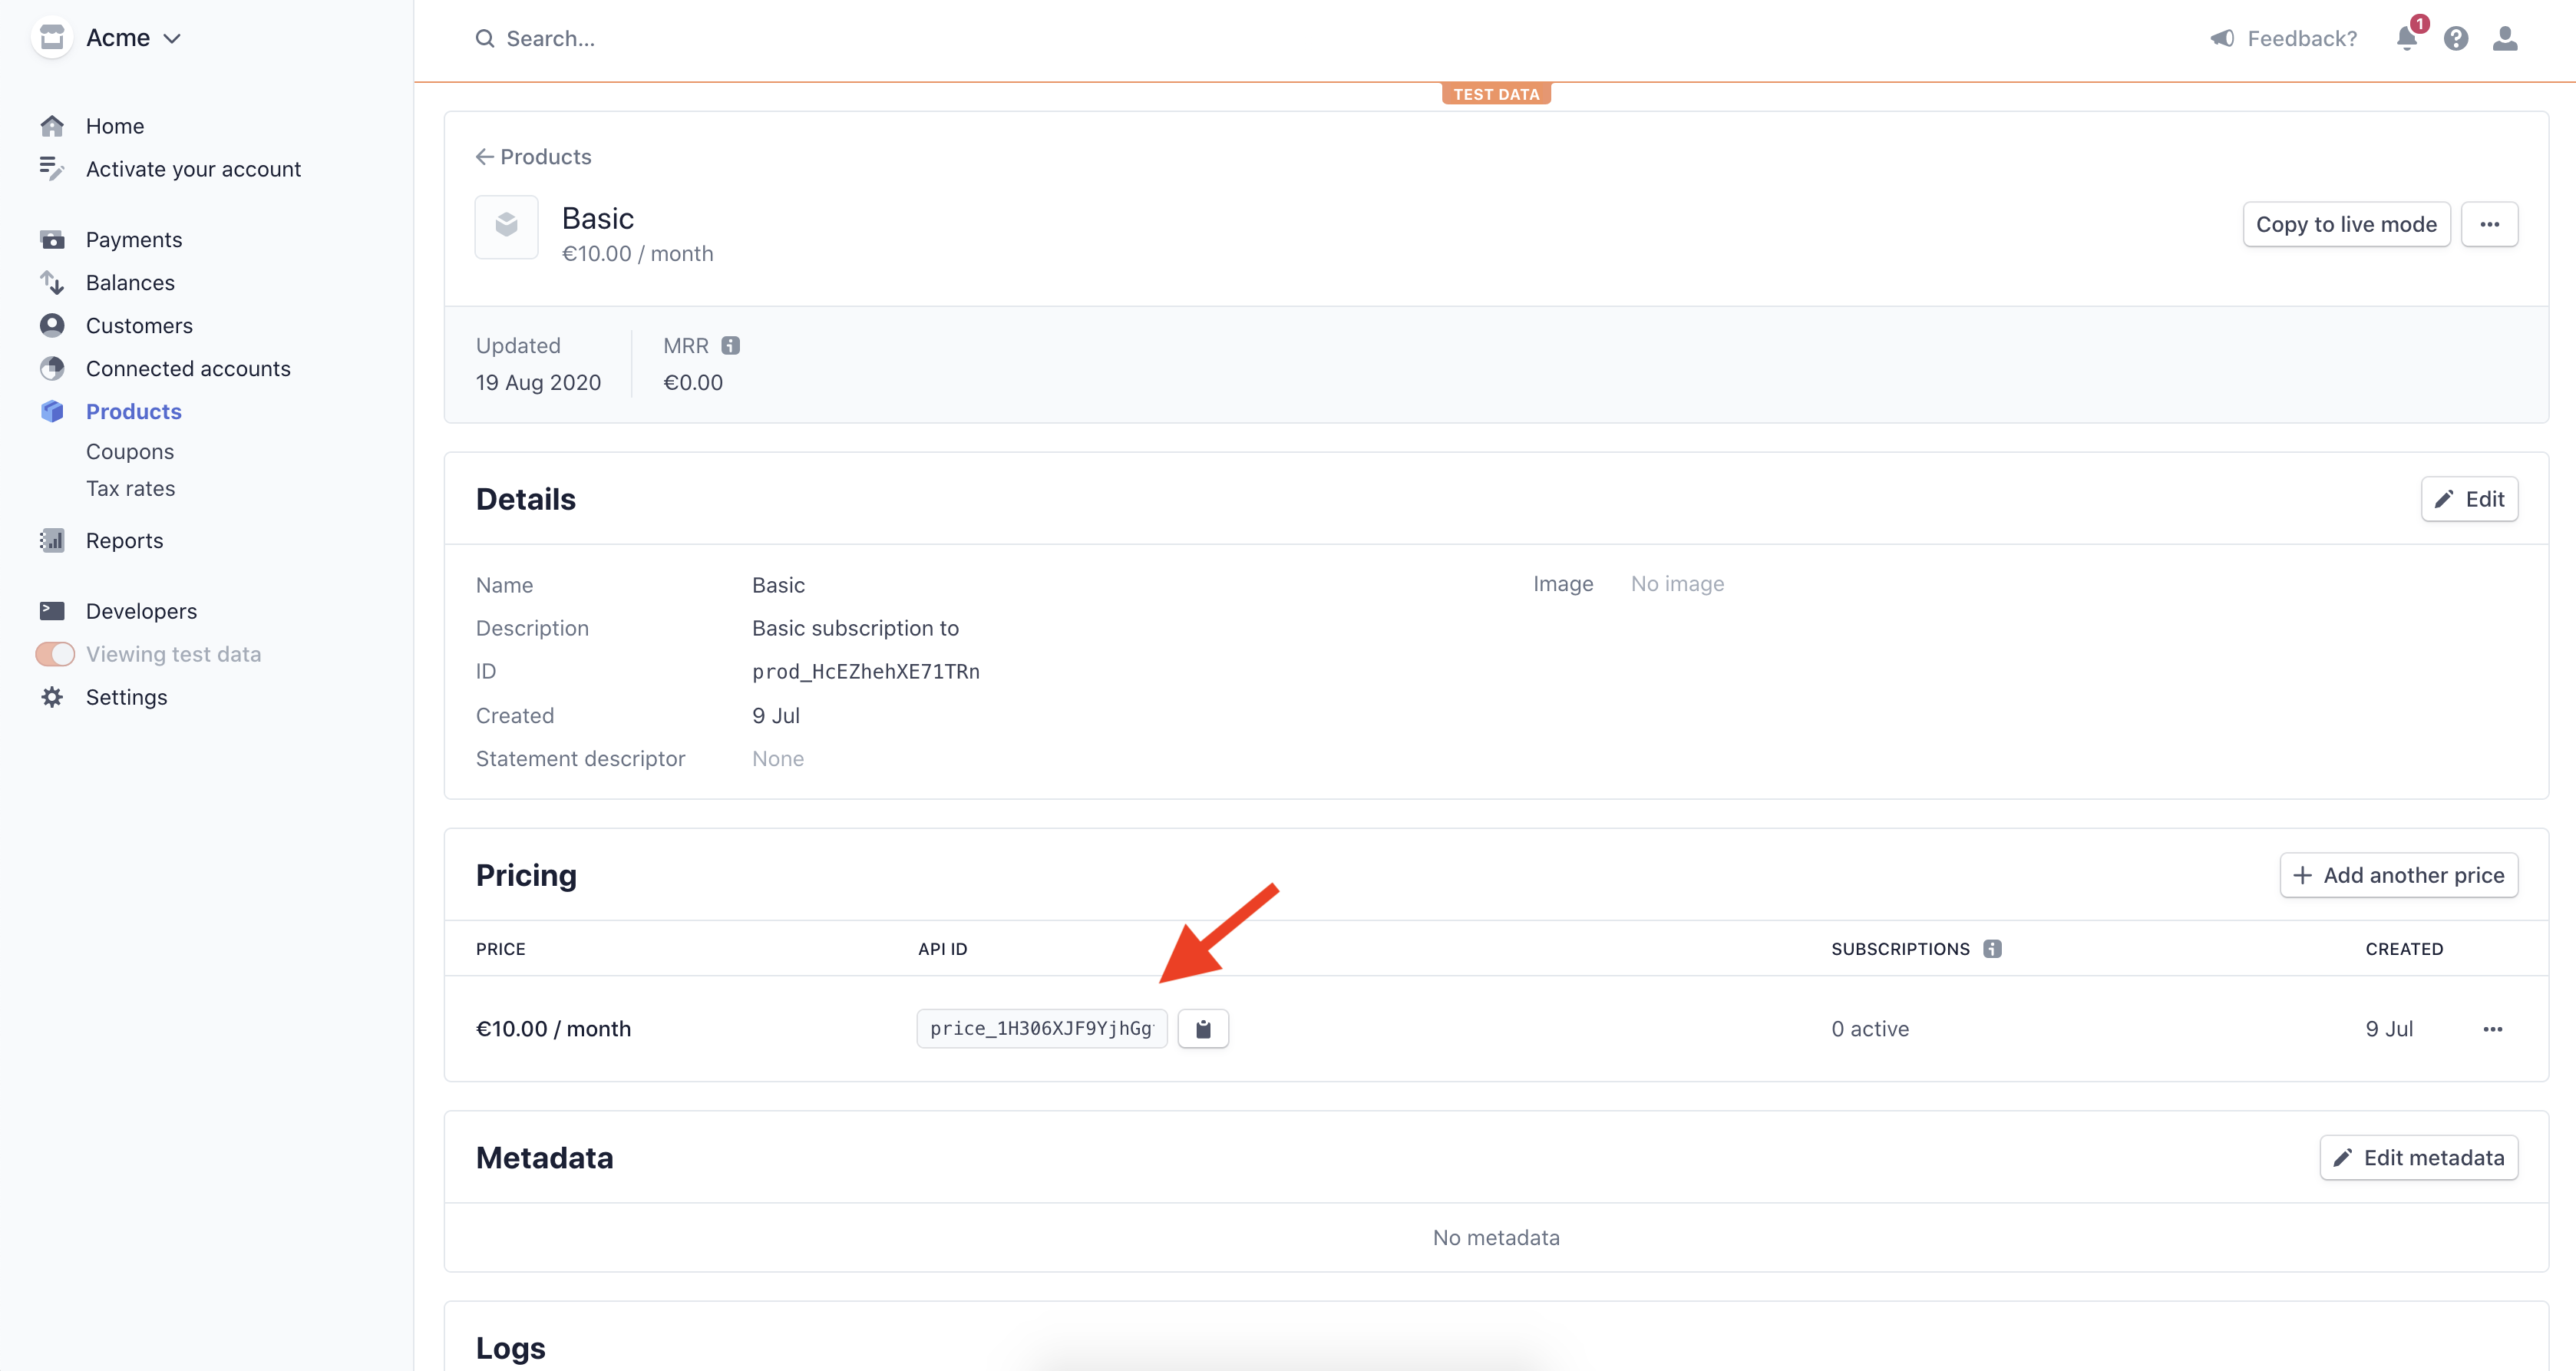 Acme
Search...
Feedback?
1
TEST DATA
Home
Activate your account
Payments
Balances
Customers
Connected accounts
Products
Coupons
Tax rates
Reports
Developers
Viewing test data
Settings
← Products
Basic
€10.00 / month
Copy to live mode
Updated
19 Aug 2020
MRR
€0.00
Details
Edit
Name Basic
Description Basic subscription to
ID prod_HcEZhehXE71TRn
Created 9 Jul
Statement descriptor None
Image No image
Pricing
+ Add another price
PRICE API ID SUBSCRIPTIONS CREATED
€10.00 / month price_1H306XJF9YjhGg 0 active 9 Jul
Metadata
Edit metadata
No metadata
Logs